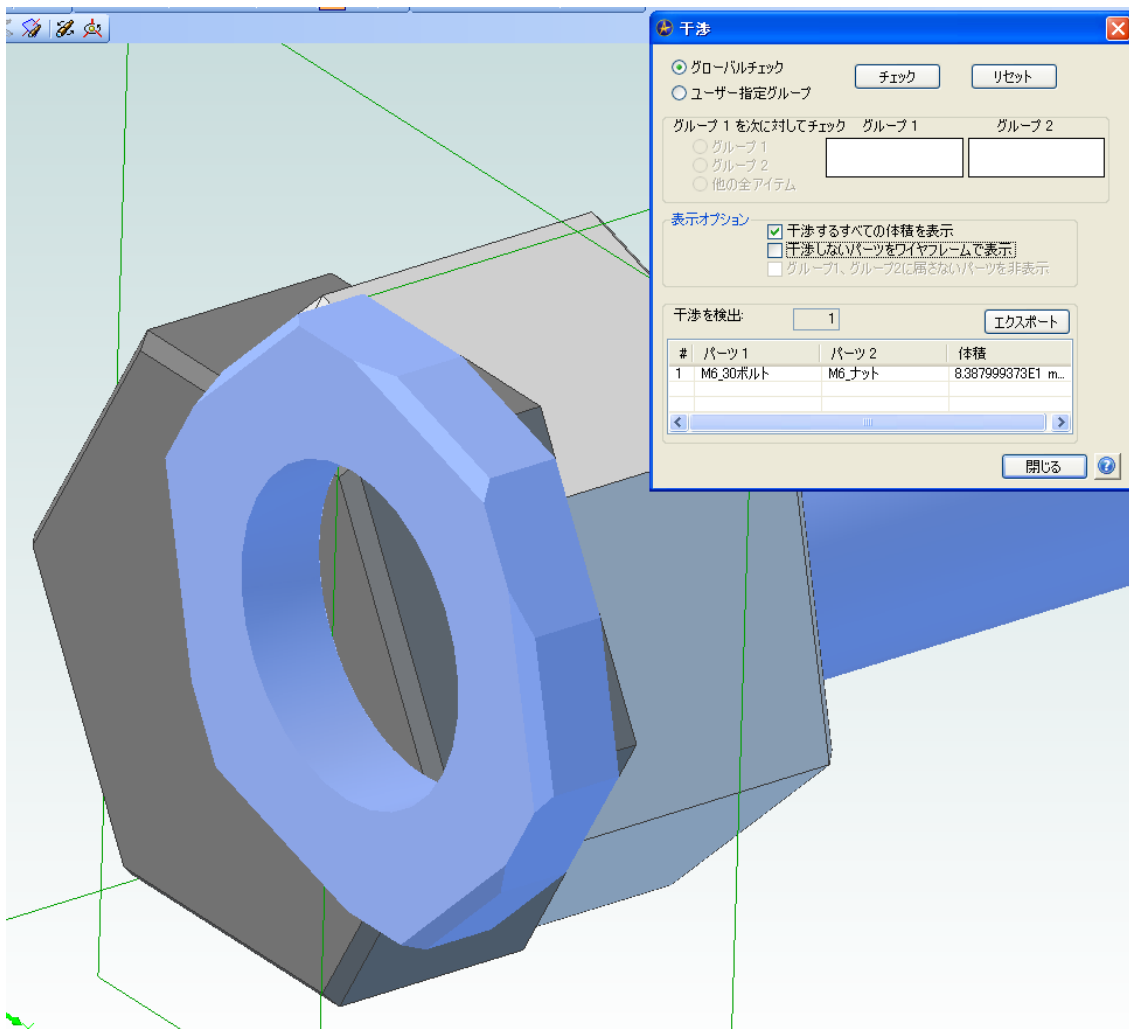 干渉
グローバルチェック
チェック
リセット
ユーザー指定グループ
グループ 1 を次に対してチェック グループ 1 グループ 2
グループ 1
グループ 2
他の全アイテム
表示オプション
干渉するすべての体積を表示
干渉しないパーツをワイヤフレームで表示
グループ1、グループ2に属さないパーツを非表示
干渉を検出: 1
エクスポート
# パーツ 1 パーツ 2 体積
1 M6_30ボルト M6_ナット 8.387999373E1 m...
閉じる